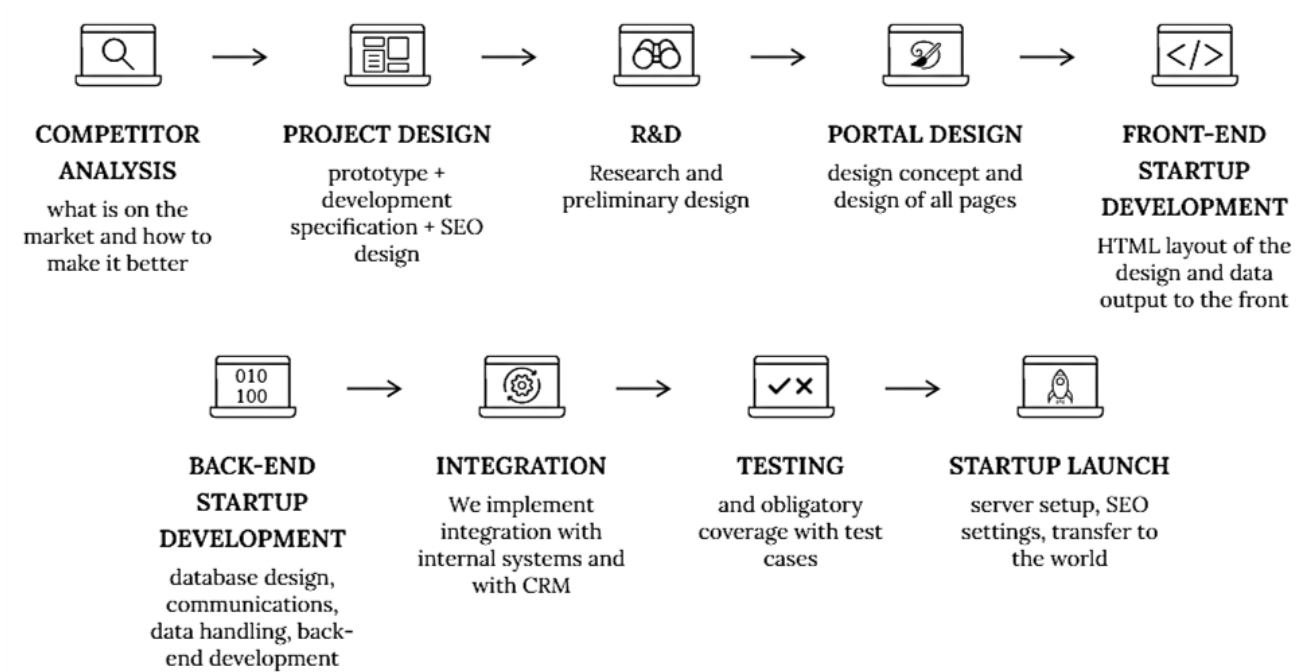 </>
COMPETITOR
ANALYSIS
what is on the
market and how to
make it better
PROJECT DESIGN
prototype +
development
specification + SEO
design
R&D
Research and
preliminary design
PORTAL DESIGN
design concept and
design of all pages
FRONT-END
STARTUP
DEVELOPMENT
HTML layout of the
design and data
output to the front
010
100
BACK-END
STARTUP
DEVELOPMENT
database design,
communications,
data handling, back-
end development
INTEGRATION
We implement
integration with
internal systems and
with CRM
TESTING
and obligatory
coverage with test
cases
STARTUP LAUNCH
server setup, SEO
settings, transfer to
the world